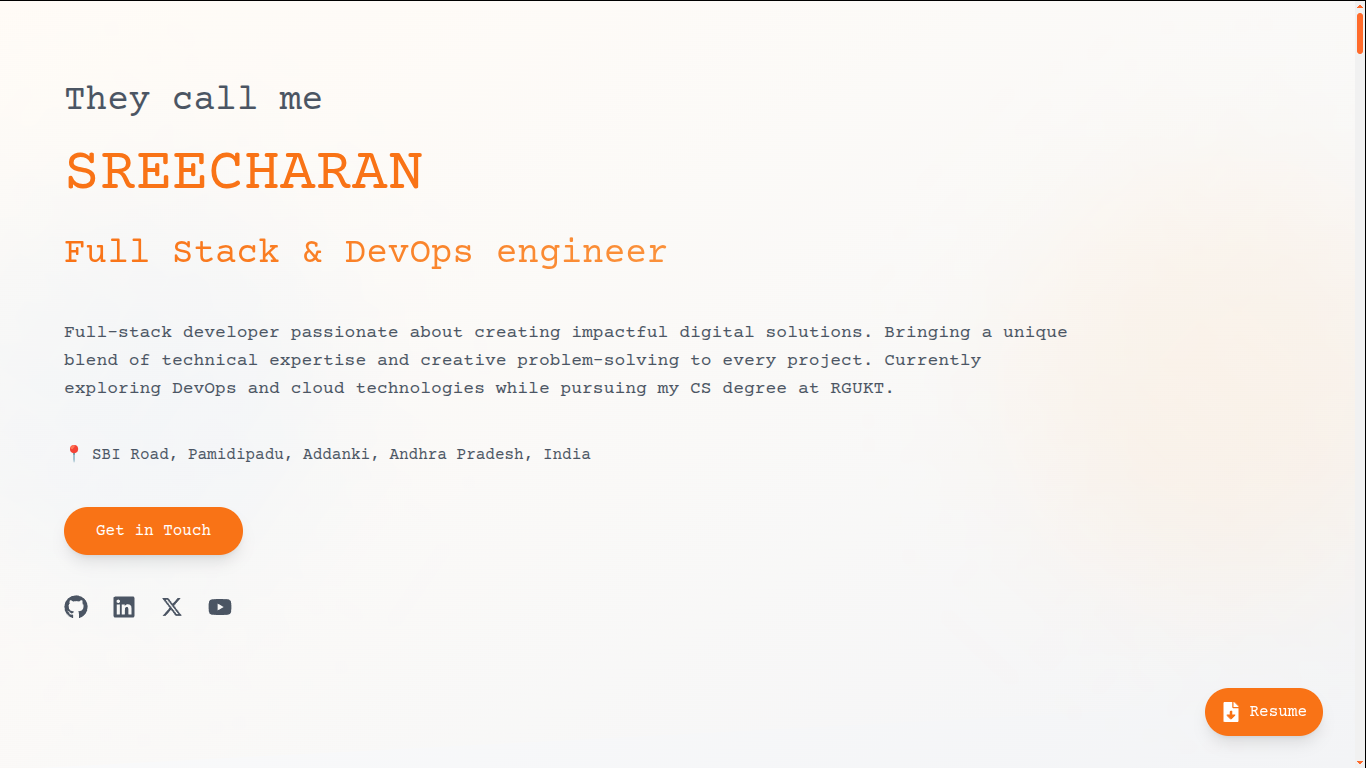 They call me
SREECHARAN
Full Stack & DevOps engineer
Full-stack developer passionate about creating impactful digital solutions. Bringing a unique
blend of technical expertise and creative problem-solving to every project. Currently
exploring DevOps and cloud technologies while pursuing my CS degree at RGUKT.
📍 SBI Road, Pamidipadu, Addanki, Andhra Pradesh, India
Get in Touch
Resume